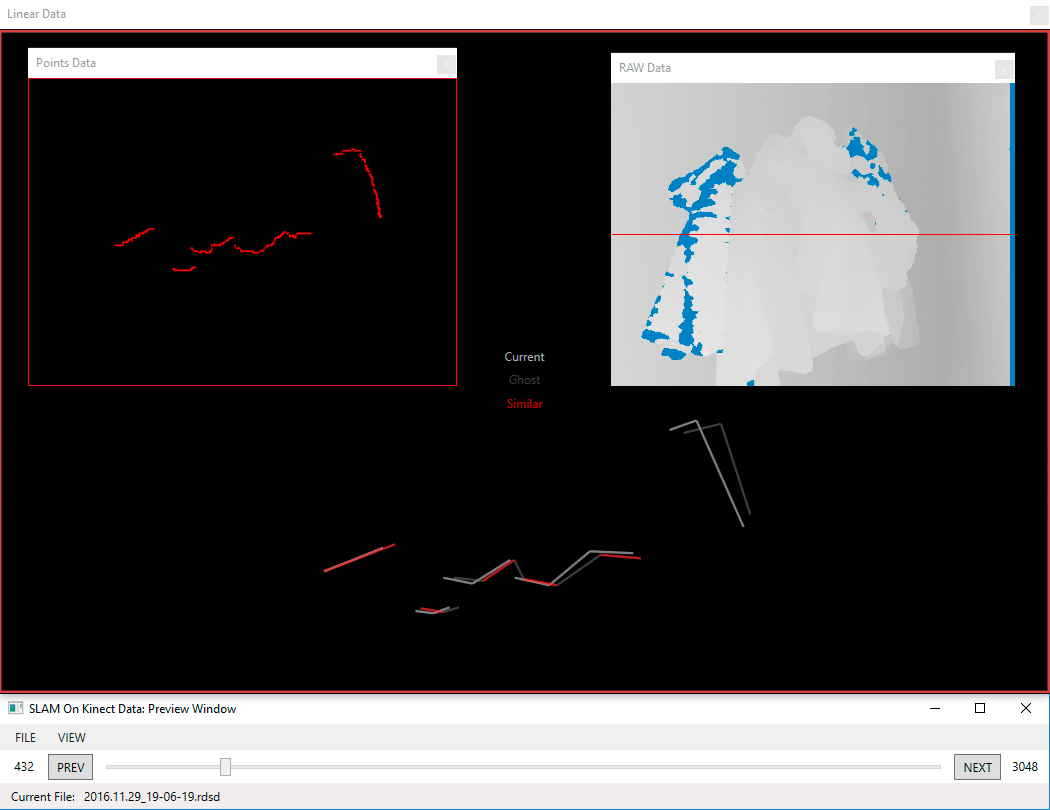 Linear Data
Points Data
RAW Data
Current
Ghost
Similar
SLAM On Kinect Data: Preview Window
FILE VIEW
432 PREV NEXT 3048
Current File: 2016.11.29_19-06-19.rdsd